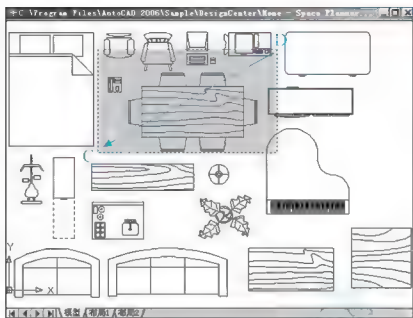 C:\Program Files\AutoCAD 2006\Sample\DesignCenter\Home - Space Planner
Y
X
模型 布局1 布局2